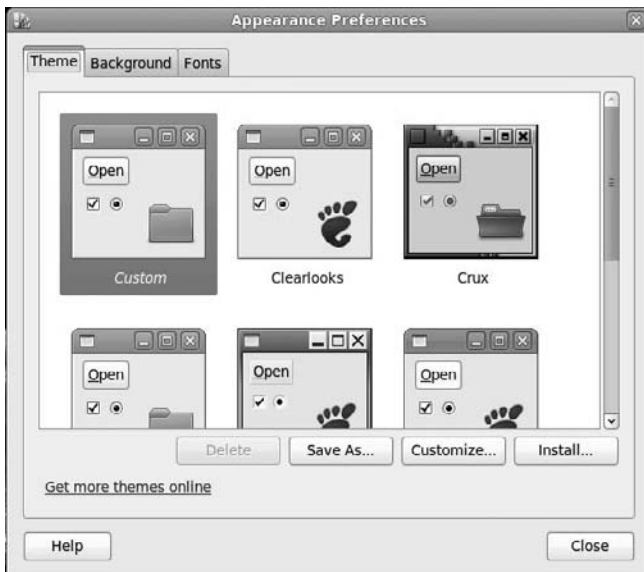 Appearance Preferences
Theme Background Fonts
Open Open Open
Custom Clearlooks Crux
Open Open Open
Delete Save As... Customize... Install...
Get more themes online
Help Close